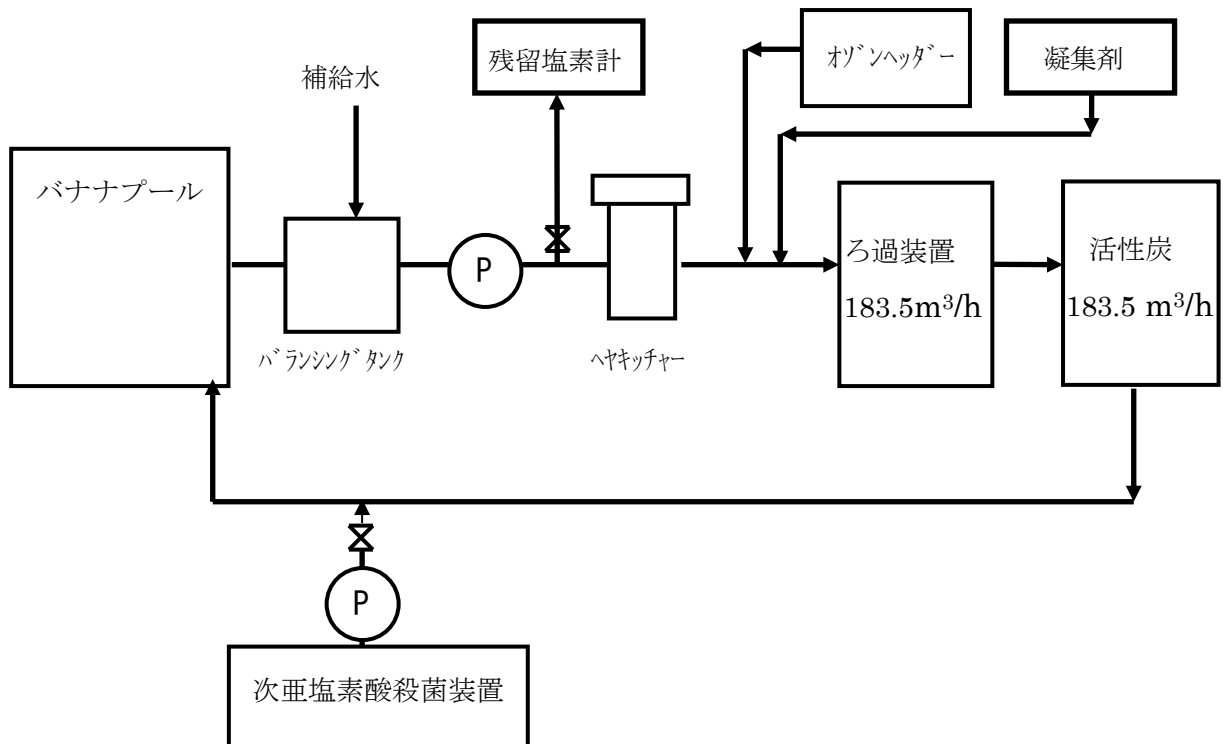 残留塩素計
ｵｿﾞﾝﾍｯﾀﾞｰ
凝集剤
補給水
バナナプール
P
ﾊﾞﾗﾝｼﾝｸﾞﾀﾝｸ
ﾍﾔｷｯﾁｬｰ
ろ過装置
183.5m³/h
活性炭
183.5 m³/h
P
次亜塩素酸殺菌装置